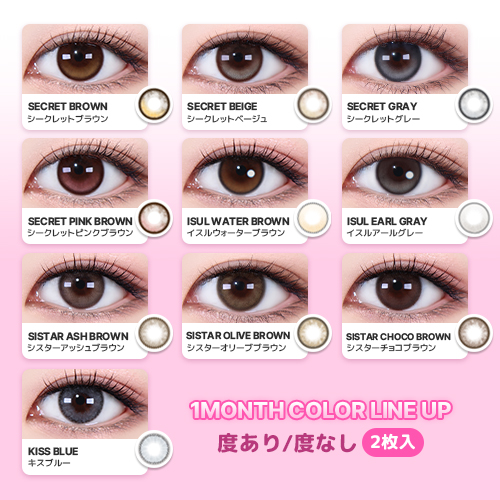 SECRET BROWN
シークレットブラウン
SECRET BEIGE
シークレットベージュ
SECRET GRAY
シークレットグレー
SECRET PINK BROWN
シークレットピンクブラウン
ISUL WATER BROWN
イスルウォーターブラウン
ISUL EARL GRAY
イスルアールグレー
SISTAR ASH BROWN
シスターアッシュブラウン
SISTAR OLIVE BROWN
シスターオリーブブラウン
SISTAR CHOCO BROWN
シスターチョコブラウン
KISS BLUE
キスブルー
1MONTH COLOR LINE UP
度あり/度なし 2枚入